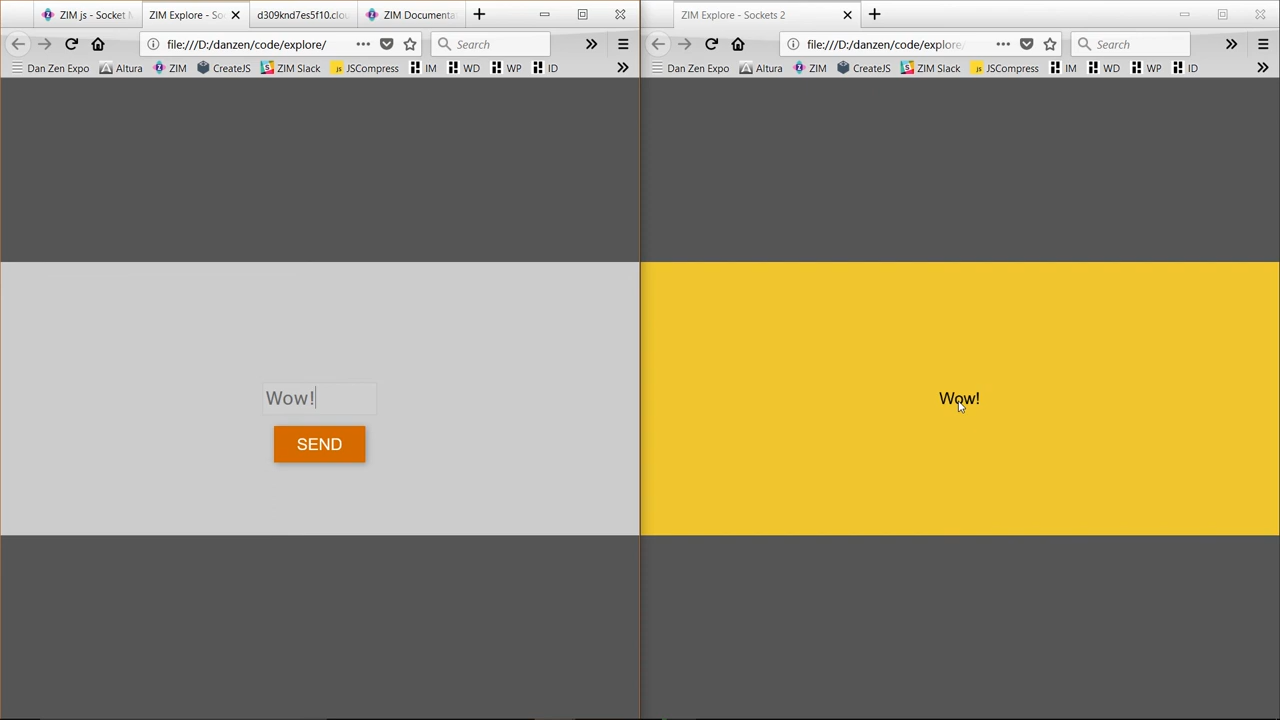 ZIM js - Socket M
ZIM Explore - So
d309knd7es5f10.clou
ZIM Documenta
file:///D:/danzen/code/explore/
Search
Dan Zen Expo
Altura
ZIM
CreateJS
ZIM Slack
JSCompress
IM
WD
WP
ID
Wow!
SEND
ZIM Explore - Sockets 2
file:///D:/danzen/code/explore/
Search
Dan Zen Expo
Altura
ZIM
CreateJS
ZIM Slack
JSCompress
IM
WD
WP
ID
Wow!